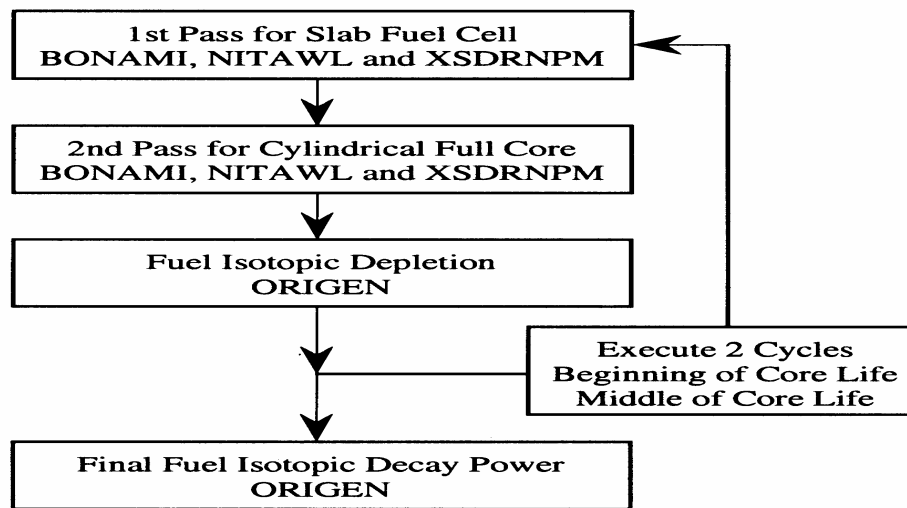 1st Pass for Slab Fuel Cell
BONAMI, NITAWL and XSDRNPM
2nd Pass for Cylindrical Full Core
BONAMI, NITAWL and XSDRNPM
Fuel Isotopic Depletion
ORIGEN
Execute 2 Cycles
Beginning of Core Life
Middle of Core Life
Final Fuel Isotopic Decay Power
ORIGEN